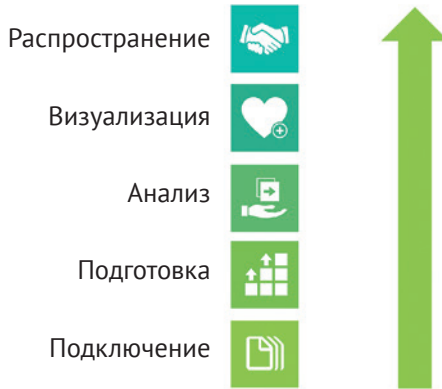 Распространение
Визуализация
Анализ
Подготовка
Подключение